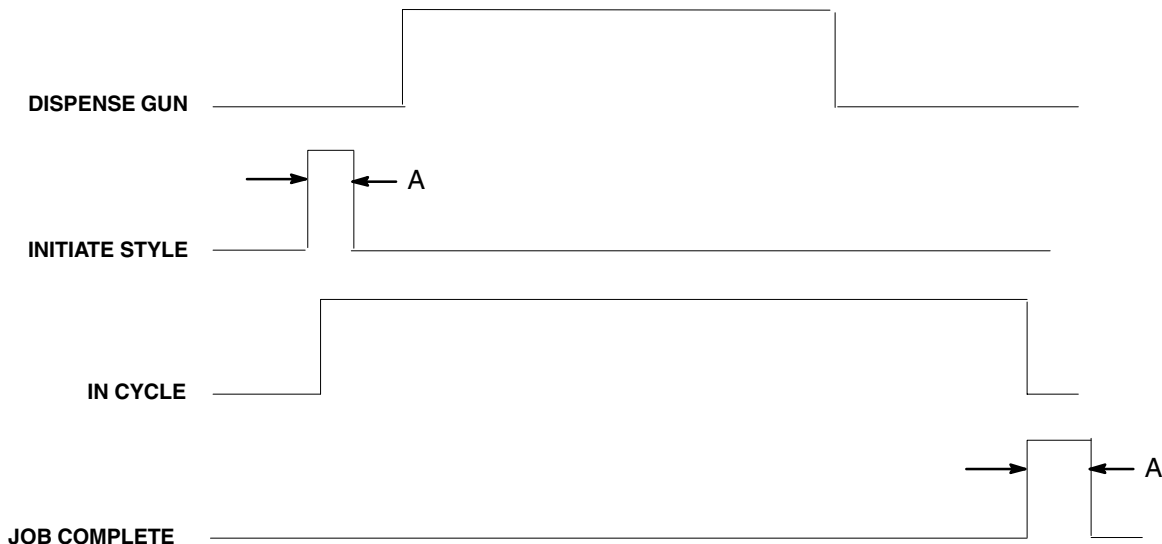 DISPENSE GUN
A
INITIATE STYLE
IN CYCLE
A
JOB COMPLETE